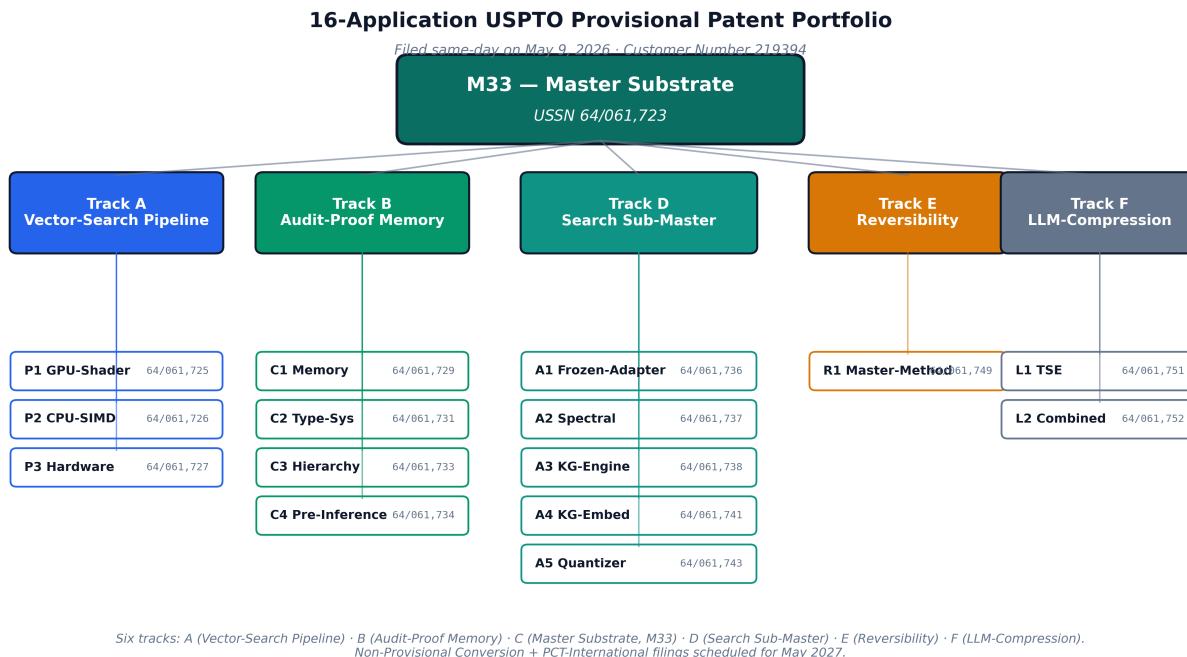 16-Application USPTO Provisional Patent Portfolio
Filed same-day on May 9, 2026 · Customer Number 219394
M33 — Master Substrate
USSN 64/061,723
Track A
Vector-Search Pipeline
Track B
Audit-Proof Memory
Track D
Search Sub-Master
Track E
Reversibility
Track F
LLM-Compression
P1 GPU-Shader 64/061,725
P2 CPU-SIMD 64/061,726
P3 Hardware 64/061,727
C1 Memory 64/061,729
C2 Type-Sys 64/061,731
C3 Hierarchy 64/061,733
C4 Pre-Inference 64/061,734
A1 Frozen-Adapter 64/061,736
A2 Spectral 64/061,737
A3 KG-Engine 64/061,738
A4 KG-Embed 64/061,741
A5 Quantizer 64/061,743
R1 Master-Method 64/061,749
L1 TSE 64/061,751
L2 Combined 64/061,752
Six tracks: A (Vector-Search Pipeline) · B (Audit-Proof Memory) · C (Master Substrate, M33) · D (Search Sub-Master) · E (Reversibility) · F (LLM-Compression).
Non-Provisional Conversion + PCT-International filings scheduled for May 2027.